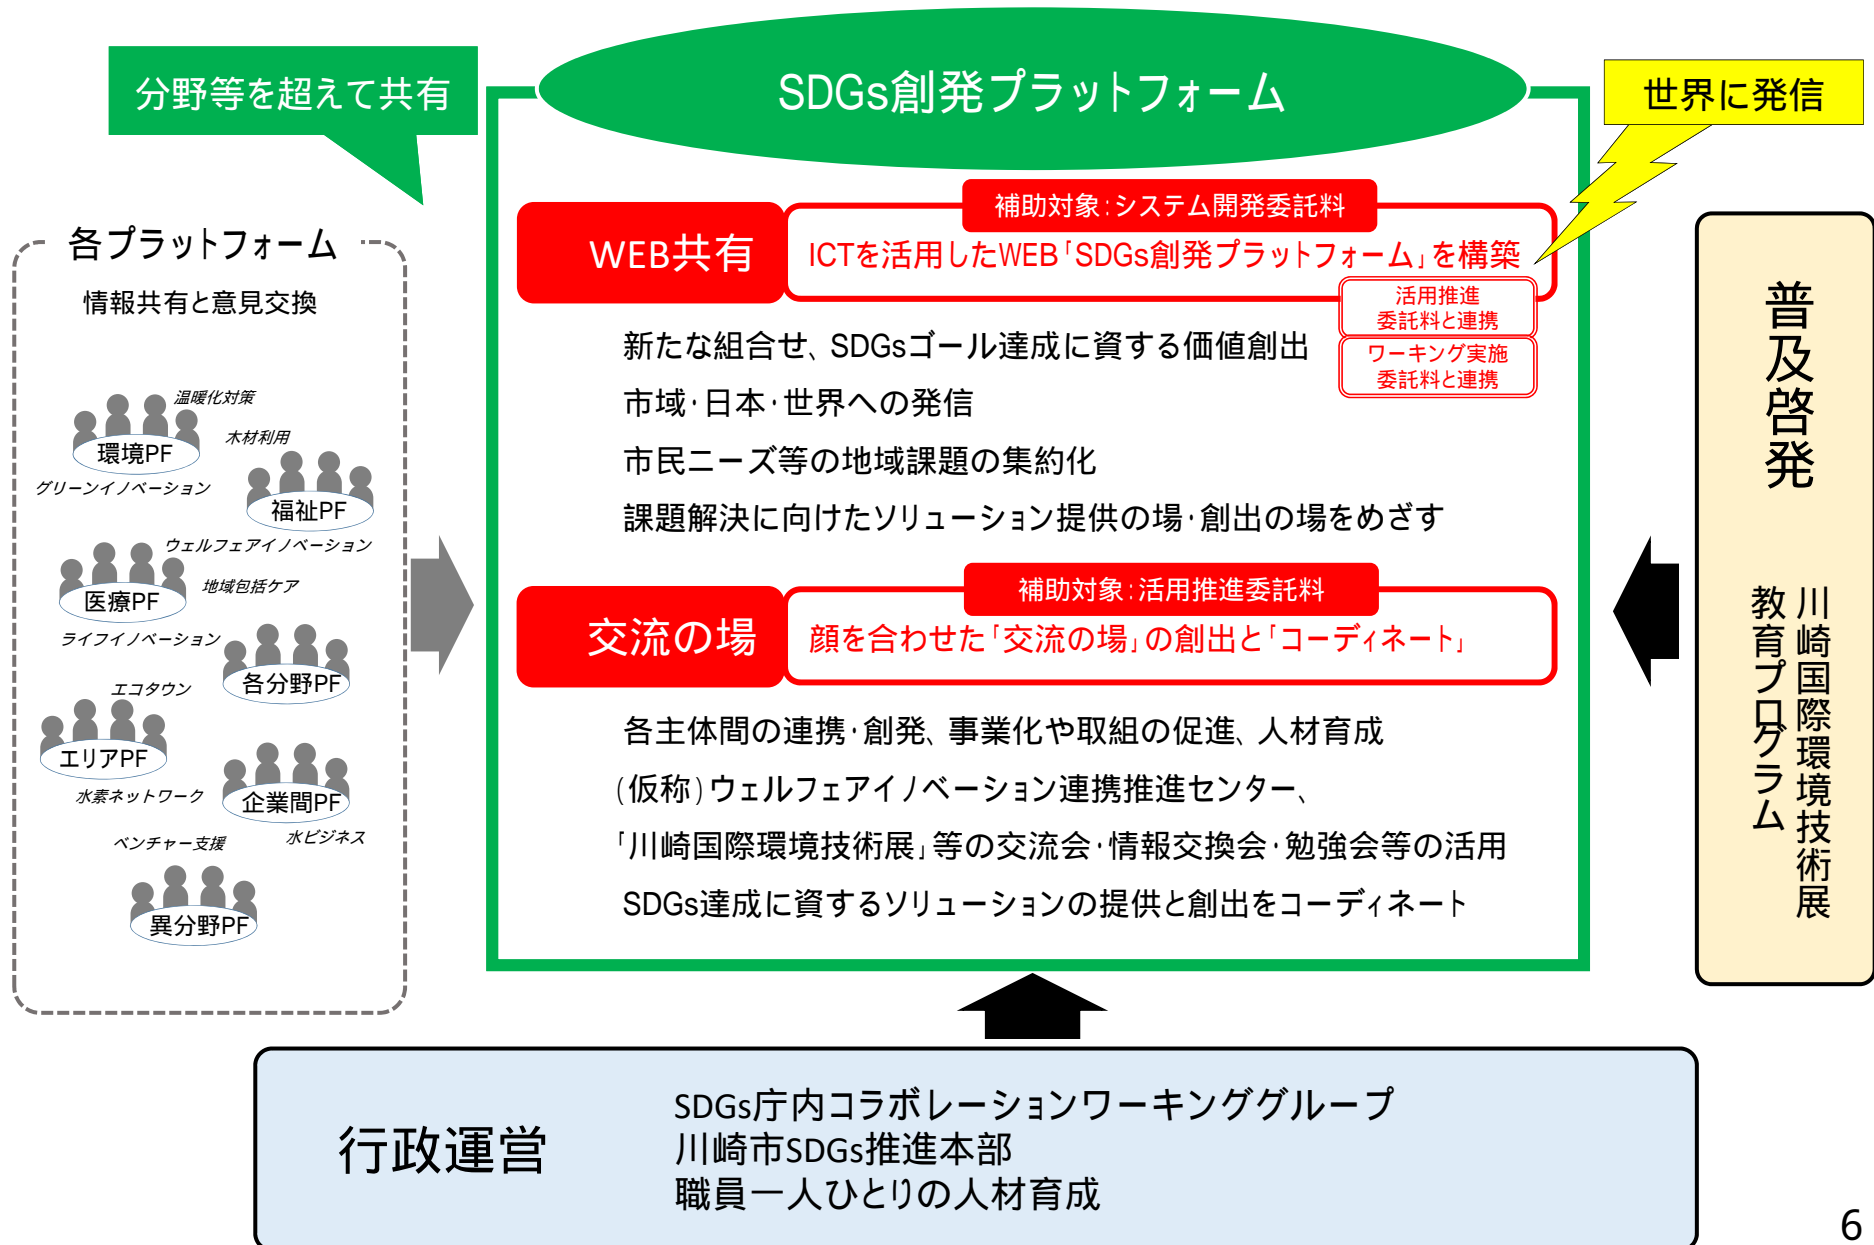 分野等を超えて共有
SDGs創発プラットフォーム
世界に発信
各プラットフォーム
情報共有と意見交換
温暖化対策
環境PF
木材利用
グリーンイノベーション
福祉PF
ウェルフェアイノベーション
医療PF
地域包括ケア
ライフイノベーション
各分野PF
エコタウン
エリアPF
水素ネットワーク
企業間PF
ベンチャー支援
水ビジネス
異分野PF
WEB共有
補助対象：システム開発委託料
ICTを活用したWEB「SDGs創発プラットフォーム」を構築
活用推進
委託料と連携
ワーキング実施
委託料と連携
新たな組合せ、SDGsゴール達成に資する価値創出
市域・日本・世界への発信
市民ニーズ等の地域課題の集約化
課題解決に向けたソリューション提供の場・創出の場をめざす
交流の場
補助対象：活用推進委託料
顔を合わせた「交流の場」の創出と「コーディネート」
各主体間の連携・創発、事業化や取組の促進、人材育成
（仮称）ウェルフェアイノベーション連携推進センター、
「川崎国際環境技術展」等の交流会・情報交換会・勉強会等の活用
SDGs達成に資するソリューションの提供と創出をコーディネート
普及啓発
川崎国際環境技術展
教育プログラム
行政運営
SDGs庁内コラボレーションワーキンググループ
川崎市SDGs推進本部
職員一人ひとりの人材育成
6